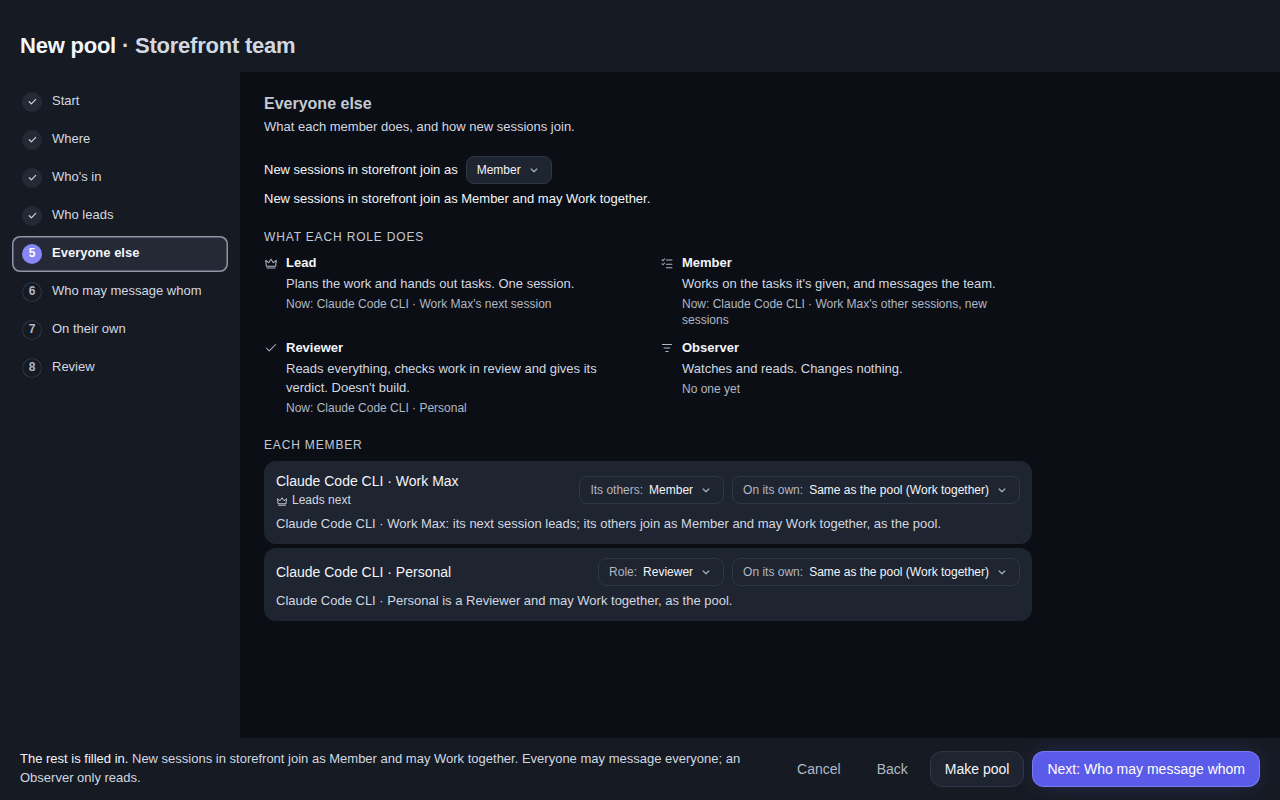 New pool · Storefront team
Start
Where
Who's in
Who leads
5 Everyone else
6 Who may message whom
7 On their own
8 Review
Everyone else
What each member does, and how new sessions join.
New sessions in storefront join as Member
New sessions in storefront join as Member and may Work together.
WHAT EACH ROLE DOES
Lead
Plans the work and hands out tasks. One session.
Now: Claude Code CLI · Work Max's next session
Member
Works on the tasks it's given, and messages the team.
Now: Claude Code CLI · Work Max's other sessions, new
sessions
Reviewer
Reads everything, checks work in review and gives its
verdict. Doesn't build.
Now: Claude Code CLI · Personal
Observer
Watches and reads. Changes nothing.
No one yet
EACH MEMBER
Claude Code CLI · Work Max
Leads next
Its others: Member
On its own: Same as the pool (Work together)
Claude Code CLI · Work Max: its next session leads; its others join as Member and may Work together, as the pool.
Claude Code CLI · Personal
Role: Reviewer
On its own: Same as the pool (Work together)
Claude Code CLI · Personal is a Reviewer and may Work together, as the pool.
The rest is filled in. New sessions in storefront join as Member and may Work together. Everyone may message everyone; an
Observer only reads.
Cancel
Back
Make pool
Next: Who may message whom